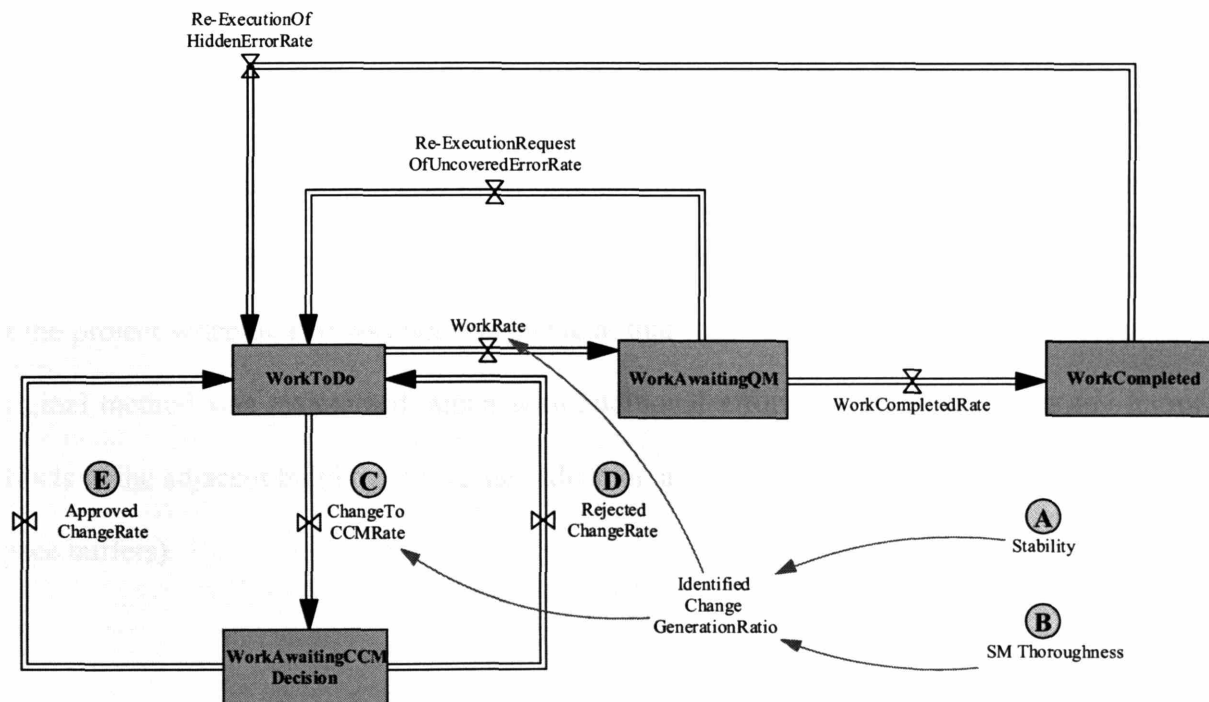 Re-ExecutionOf
HiddenErrorRate
Re-ExecutionRequest
OfUncoveredErrorRate
WorkRate
WorkToDo
WorkAwaitingQM
WorkCompleted
WorkCompletedRate
E
Approved
ChangeRate
C
ChangeTo
CCMRate
D
Rejected
ChangeRate
A
Stability
Identified
Change
GenerationRatio
B
SM Thoroughness
WorkAwaitingCCM
Decision